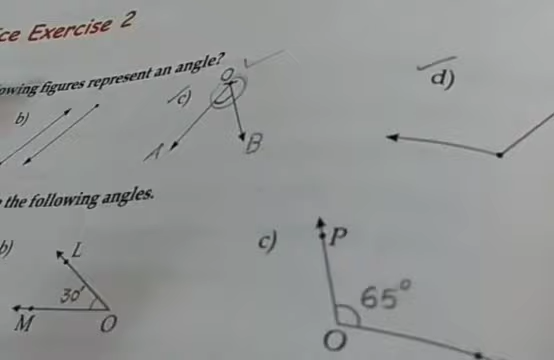 ce Exercise 2
owing figures represent an angle?
b)
c)
O
A
B
d)
the following angles.
b)
L
30°
M
O
c)
P
65°
O